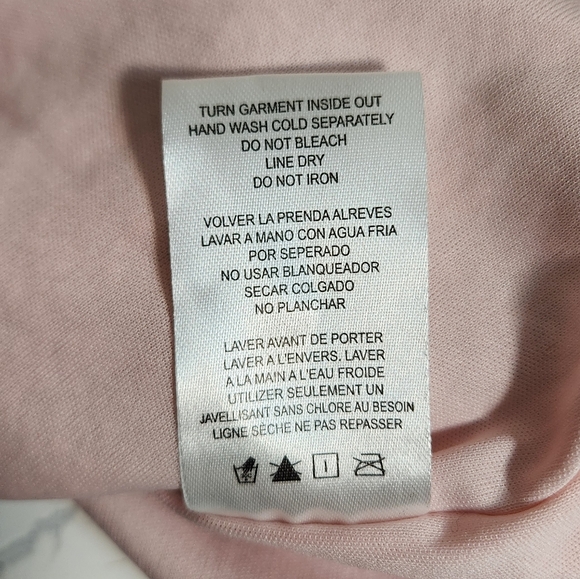 TURN GARMENT INSIDE OUT
HAND WASH COLD SEPARATELY
DO NOT BLEACH
LINE DRY
DO NOT IRON
VOLVER LA PRENDA ALREVES
LAVAR A MANO CON AGUA FRIA
POR SEPERADO
NO USAR BLANQUEADOR
SECAR COLGADO
NO PLANCHAR
LAVER AVANT DE PORTER
LAVER A L'ENVERS. LAVER
A LA MAIN A L'EAU FROIDE
UTILIZER SEULEMENT UN
JAVELLISANT SANS CHLORE AU BESOIN
LIGNE SÈCHE NE PAS REPASSER